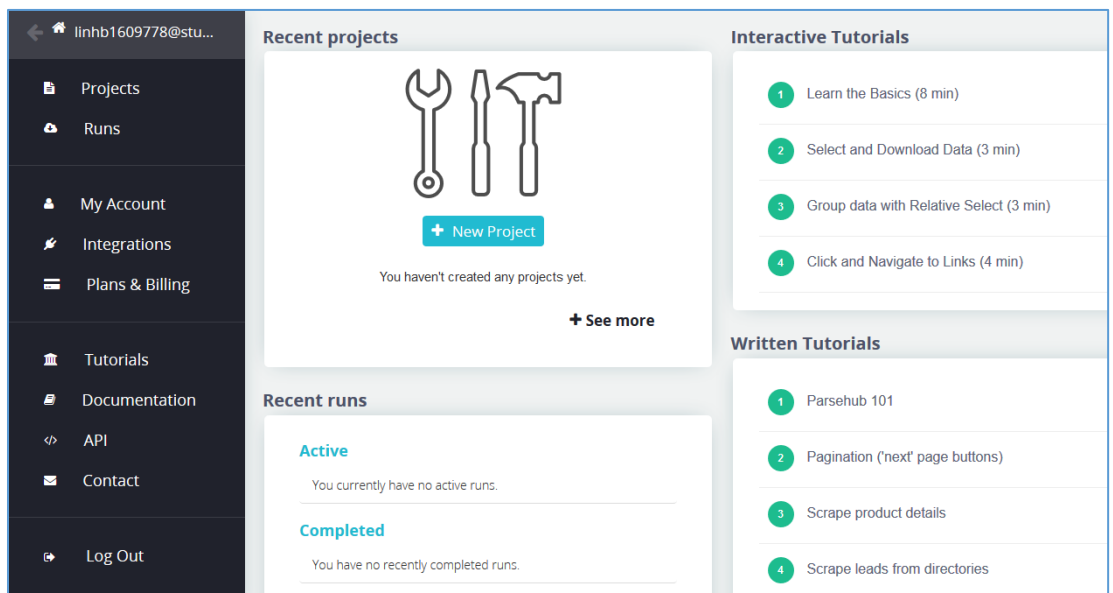 linhb1609778@stu...
Projects
Runs
My Account
Integrations
Plans & Billing
Tutorials
Documentation
API
Contact
Log Out
Recent projects
New Project
You haven't created any projects yet.
See more
Recent runs
Active
You currently have no active runs.
Completed
You have no recently completed runs.
Interactive Tutorials
1 Learn the Basics (8 min)
2 Select and Download Data (3 min)
3 Group data with Relative Select (3 min)
4 Click and Navigate to Links (4 min)
Written Tutorials
1 Parsehub 101
2 Pagination ('next' page buttons)
3 Scrape product details
4 Scrape leads from directories